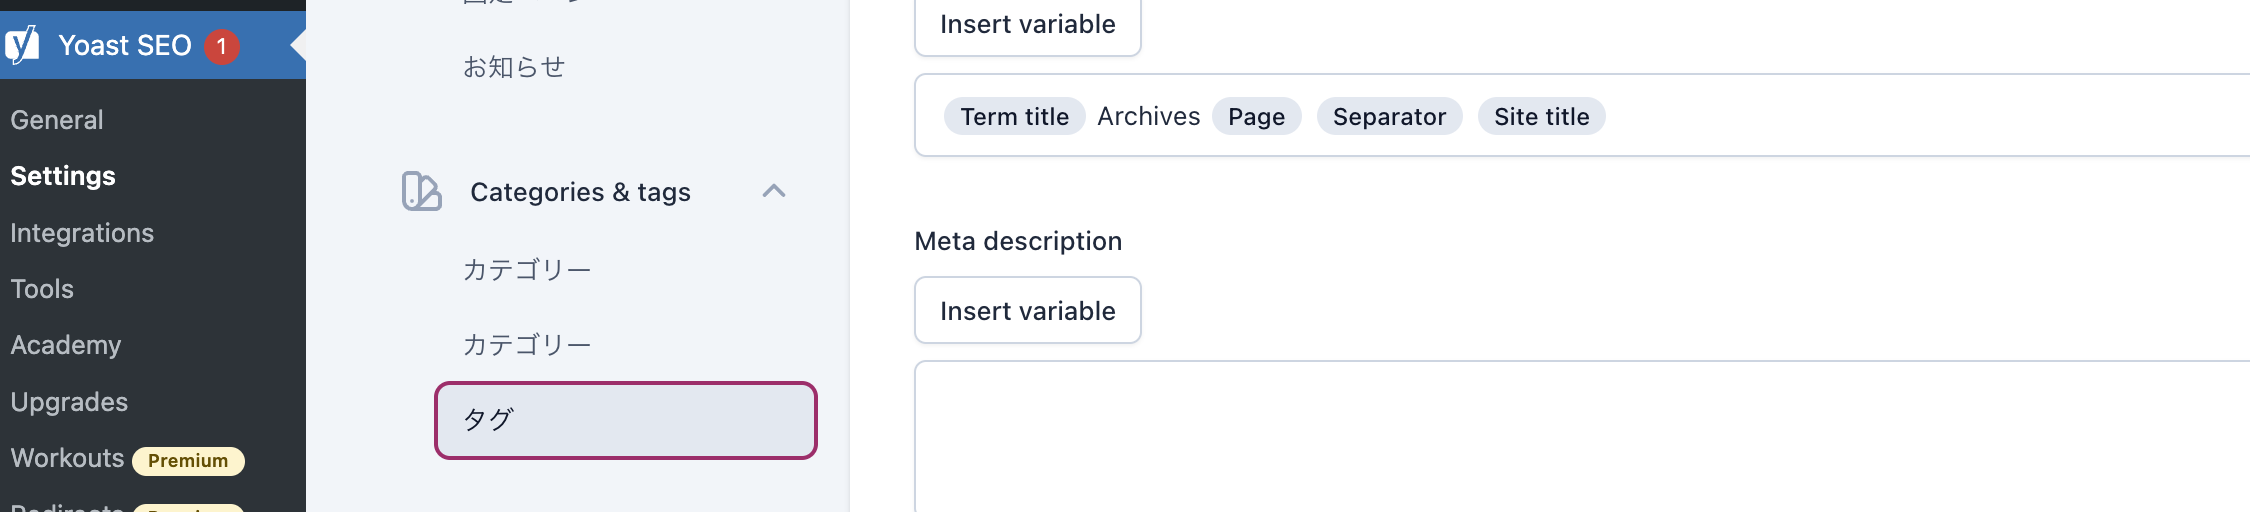 Yoast SEO 1
General
Settings
Integrations
Tools
Academy
Upgrades
Workouts Premium
お知らせ
Categories & tags
カテゴリー
カテゴリー
タグ
Insert variable
Term title Archives Page Separator Site title
Meta description
Insert variable